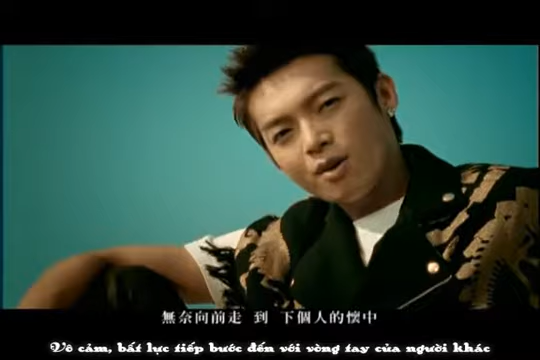 無奈向前走 到 下個人的懷中
Vô cảm, bất lực tiếp bước đến với vòng tay của người khác